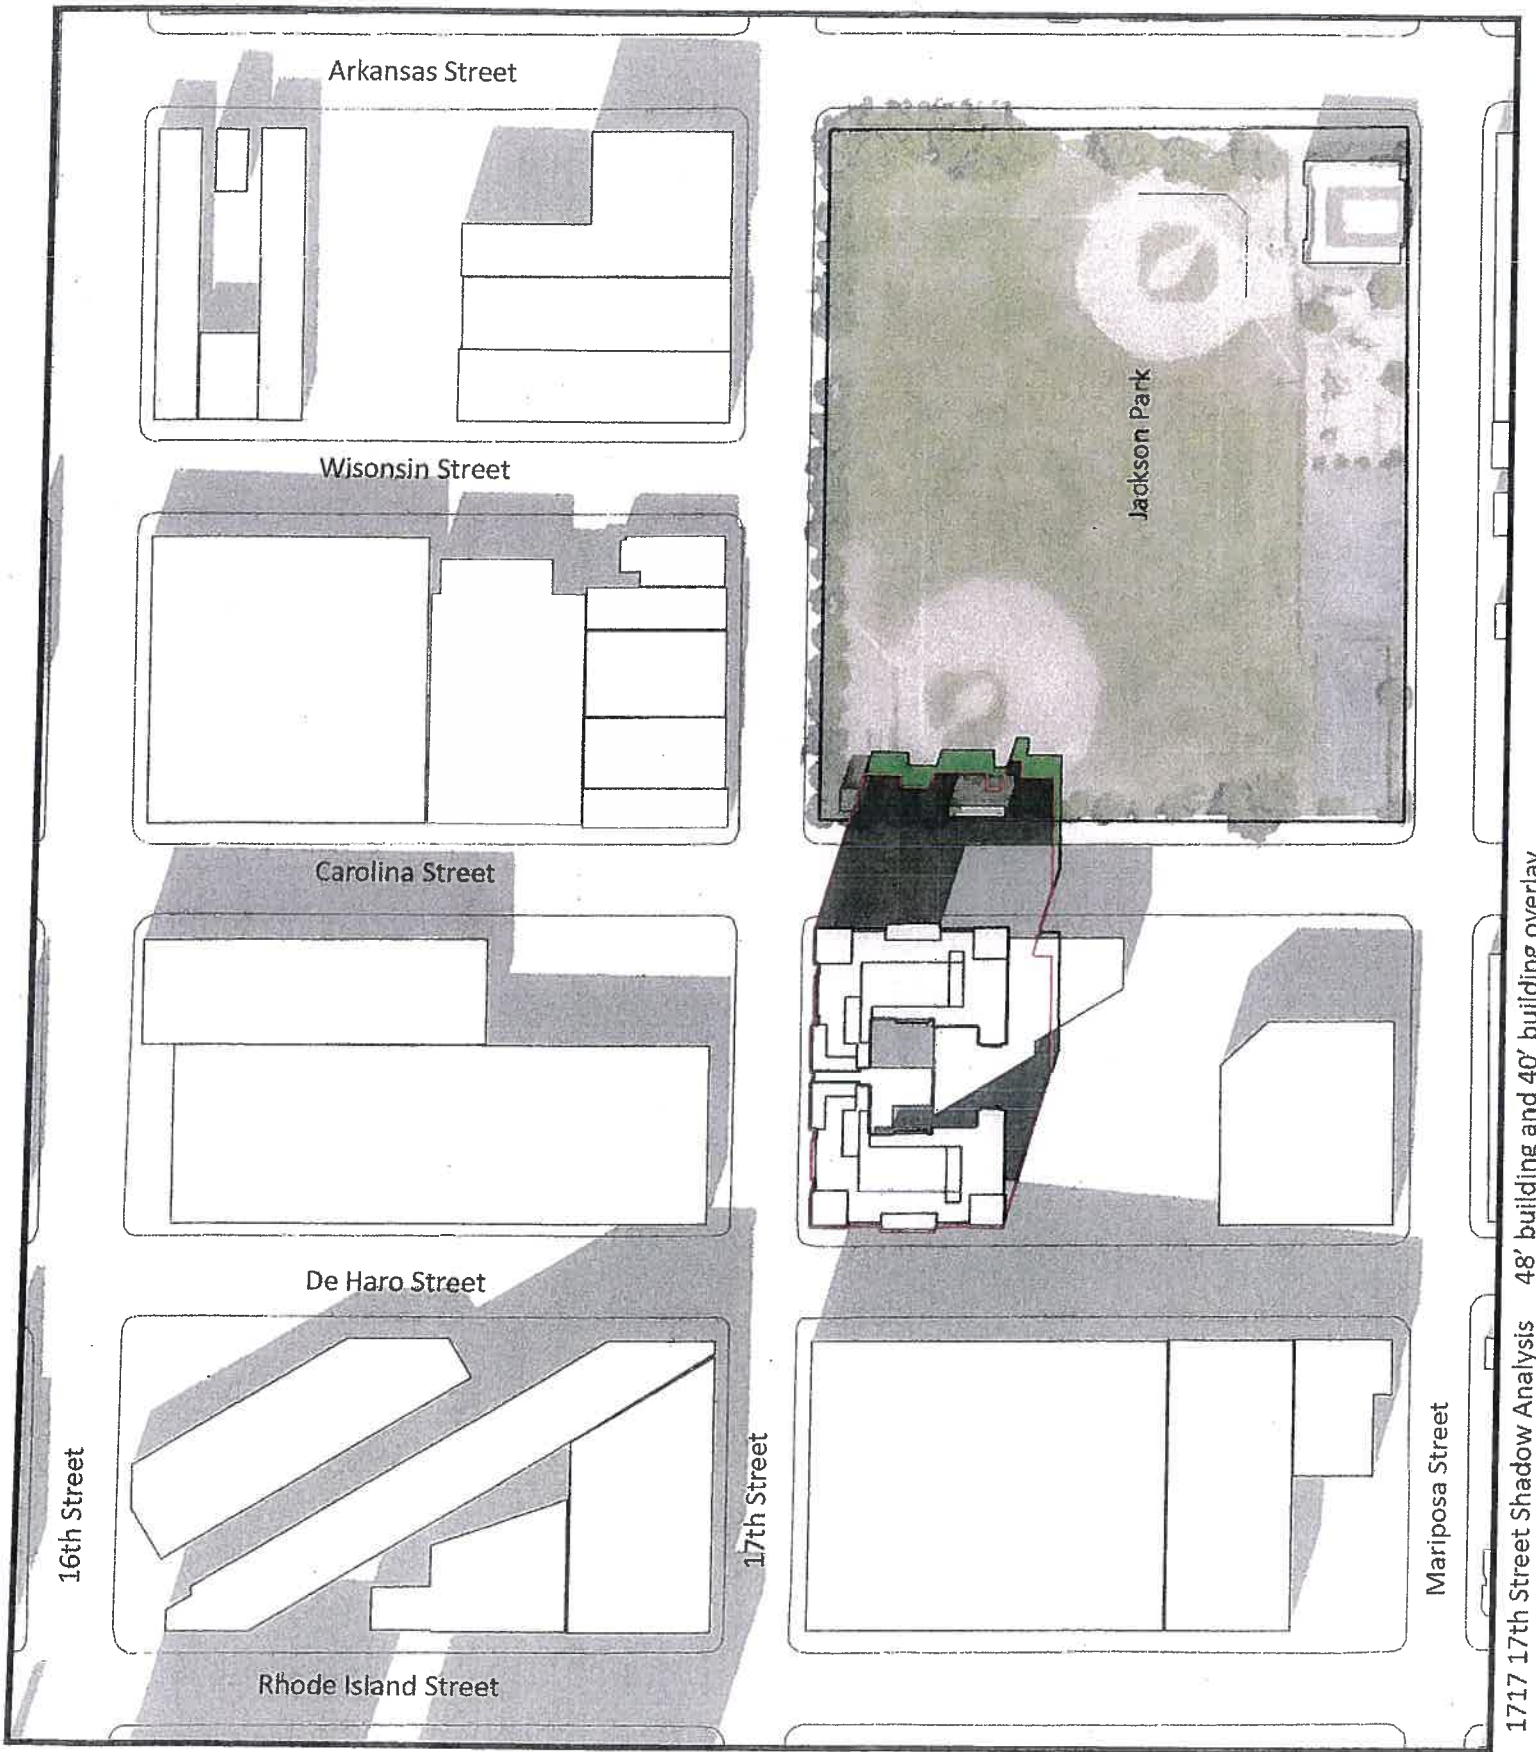 Arkansas Street
Wisonsin Street
Jackson Park
Carolina Street
De Haro Street
16th Street
17th Street
Mariposa Street
Rhode Island Street
1717 17th Street Shadow Analysis 48' building and 40' building overlay